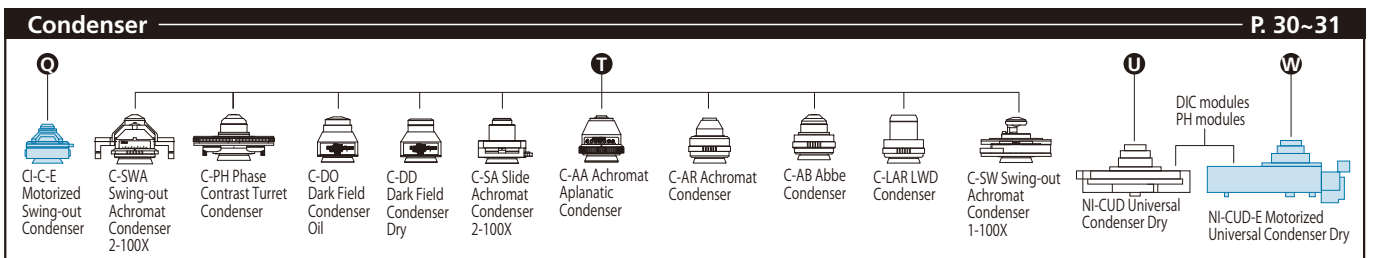 Condenser P. 30~31
Q T U W
DIC modules
PH modules
CI-C-E
Motorized
Swing-out
Condenser
C-SWA
Swing-out
Achromat
Condenser
2-100X
C-PH Phase
Contrast Turret
Condenser
C-DO
Dark Field
Condenser
Oil
C-DD
Dark Field
Condenser
Dry
C-SA Slide
Achromat
Condenser
2-100X
C-AA Achromat
Aplanatic
Condenser
C-AR Achromat
Condenser
C-AB Abbe
Condenser
C-LAR LWD
Condenser
C-SW Swing-out
Achromat
Condenser
1-100X
NI-CUD Universal
Condenser Dry
NI-CUD-E Motorized
Universal Condenser Dry